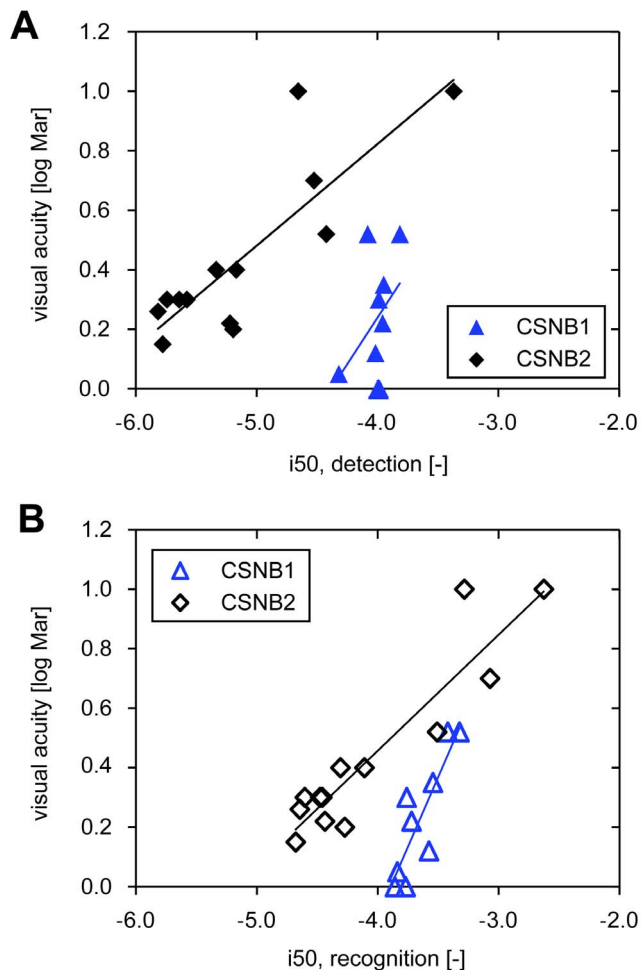 A
1.2
1.0
0.8
0.6
0.4
0.2
0.0
visual acuity [log Mar]
CSNB1
CSNB2
-6.0 -5.0 -4.0 -3.0 -2.0
i50, detection [-]
B
1.2
1.0
0.8
0.6
0.4
0.2
0.0
visual acuity [log Mar]
CSNB1
CSNB2
-6.0 -5.0 -4.0 -3.0 -2.0
i50, recognition [-]